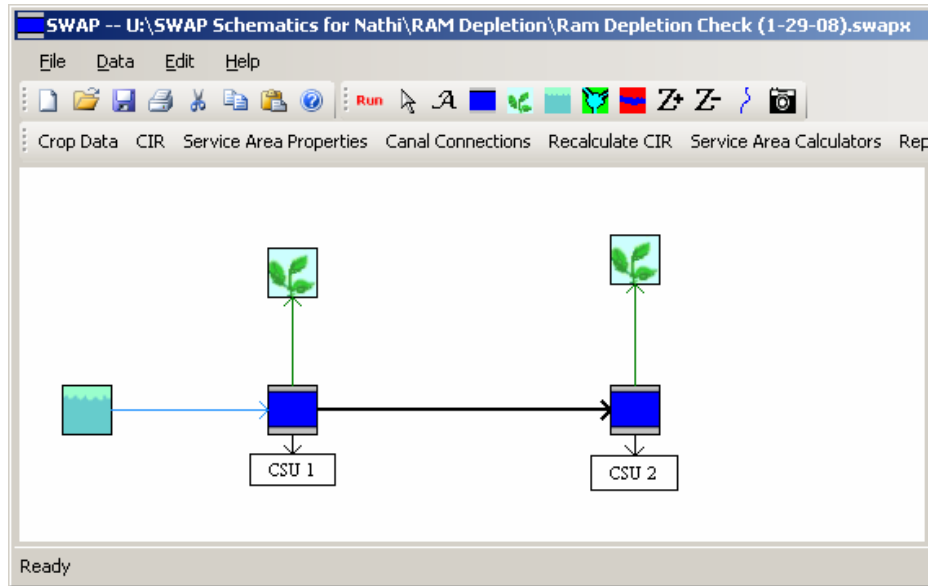 SWAP -- U:\SWAP Schematics for Nathi\RAM Depletion\Ram Depletion Check (1-29-08).swapx
File Data Edit Help
Run A Z+ Z-
Crop Data CIR Service Area Properties Canal Connections Recalculate CIR Service Area Calculators Rep
CSU 1
CSU 2
Ready